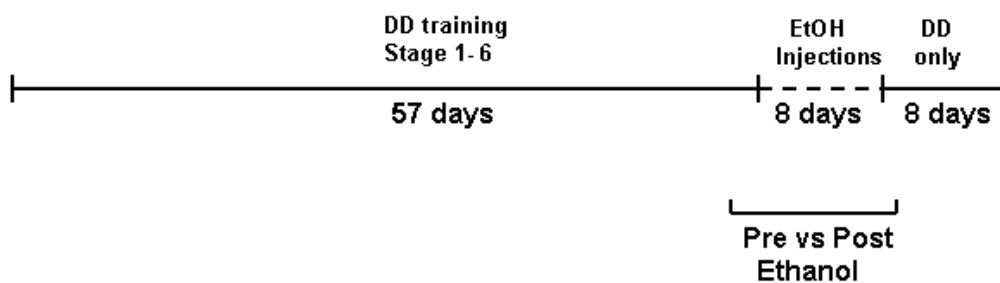 DD training
Stage 1-6
EtOH
Injections
DD
only
57 days
8 days
8 days
Pre vs Post
Ethanol